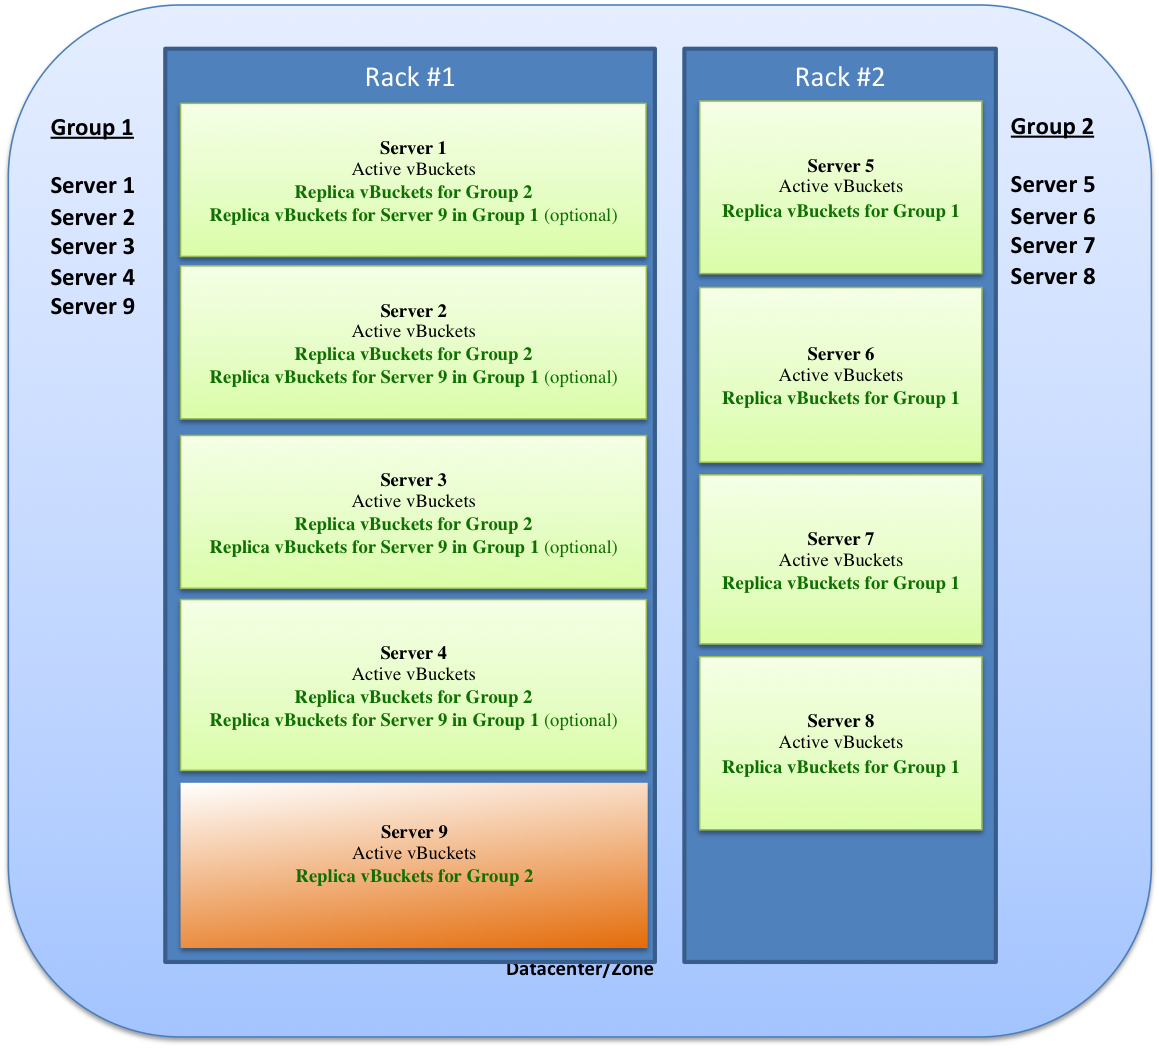 Rack #1
Rack #2
Group 1
Server 1
Server 2
Server 3
Server 4
Server 9
Server 1
Active vBuckets
Replica vBuckets for Group 2
Replica vBuckets for Server 9 in Group 1 (optional)
Server 2
Active vBuckets
Replica vBuckets for Group 2
Replica vBuckets for Server 9 in Group 1 (optional)
Server 3
Active vBuckets
Replica vBuckets for Group 2
Replica vBuckets for Server 9 in Group 1 (optional)
Server 4
Active vBuckets
Replica vBuckets for Group 2
Replica vBuckets for Server 9 in Group 1 (optional)
Server 9
Active vBuckets
Replica vBuckets for Group 2
Server 5
Active vBuckets
Replica vBuckets for Group 1
Server 6
Active vBuckets
Replica vBuckets for Group 1
Server 7
Active vBuckets
Replica vBuckets for Group 1
Server 8
Active vBuckets
Replica vBuckets for Group 1
Group 2
Server 5
Server 6
Server 7
Server 8
Datacenter/Zone